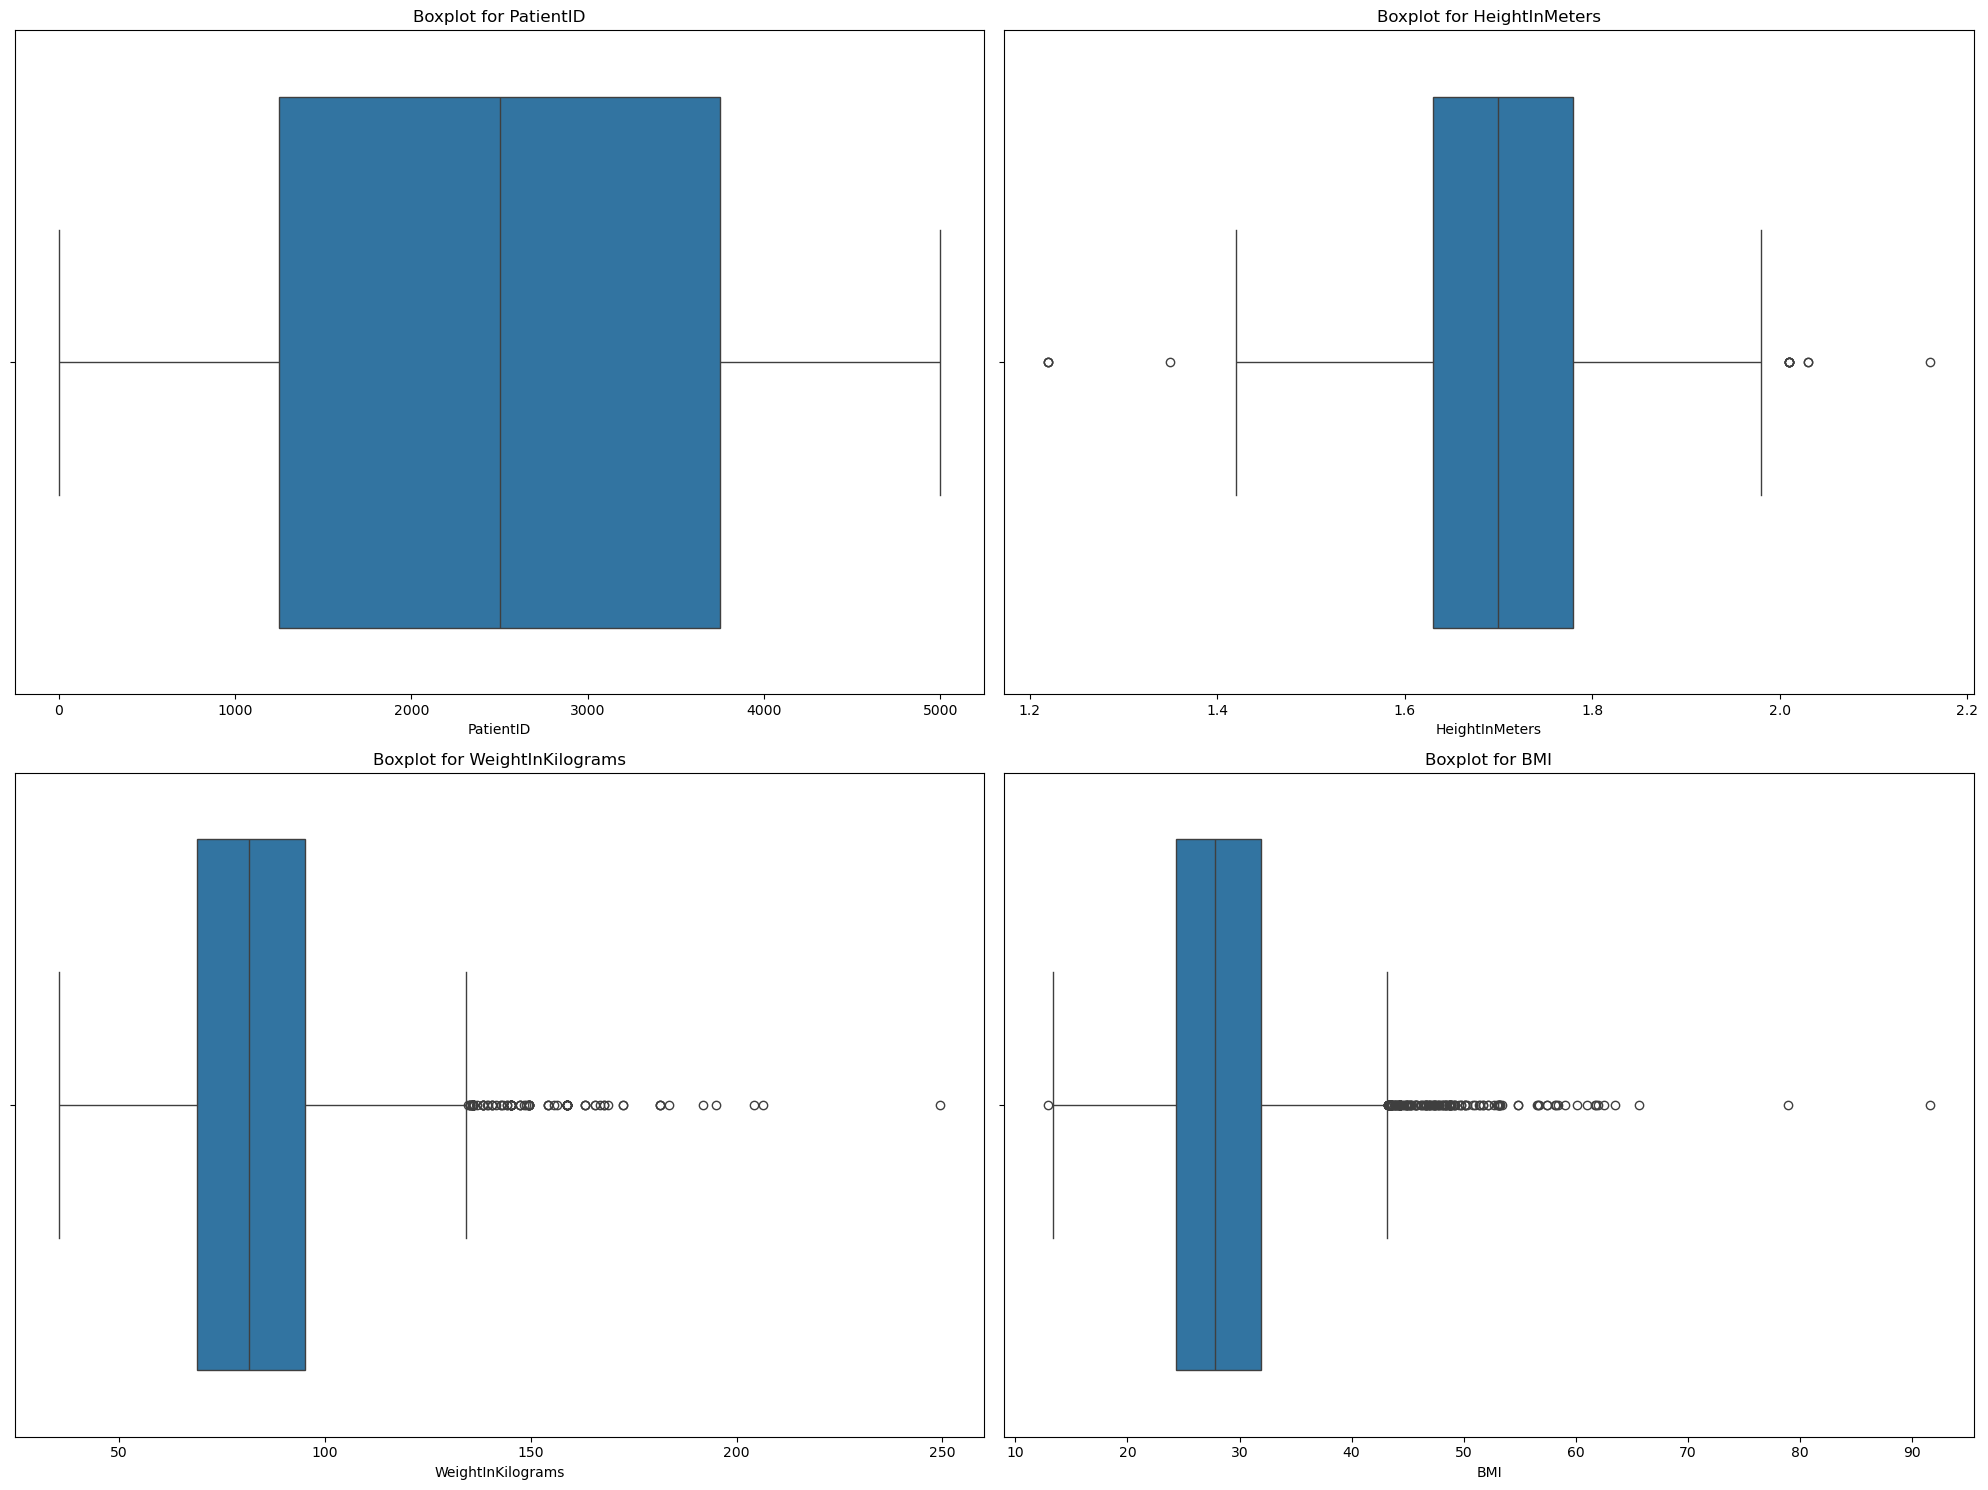 Boxplot for PatientID
0 1000 2000 3000 4000 5000
PatientID
Boxplot for HeightInMeters
1.2 1.4 1.6 1.8 2.0 2.2
HeightInMeters
Boxplot for WeightInKilograms
50 100 150 200 250
WeightInKilograms
Boxplot for BMI
10 20 30 40 50 60 70 80 90
BMI